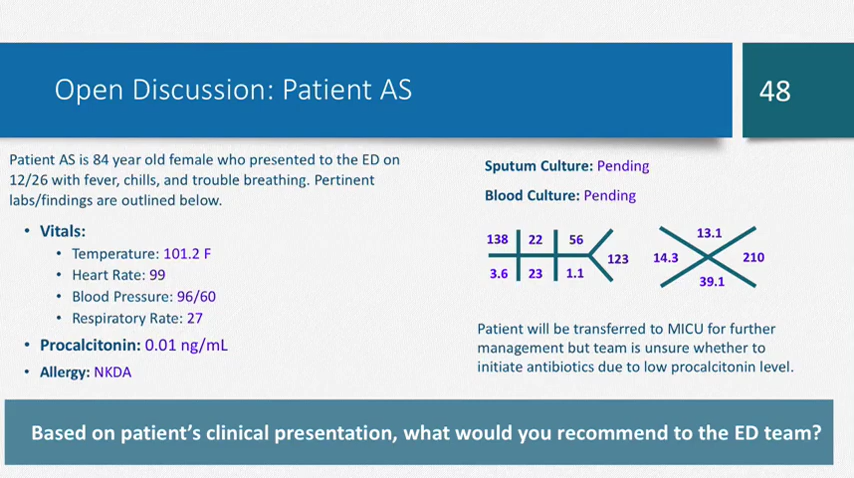 Open Discussion: Patient AS
48
Patient AS is 84 year old female who presented to the ED on
12/26 with fever, chills, and trouble breathing. Pertinent
labs/findings are outlined below.
• Vitals:
• Temperature: 101.2 F
• Heart Rate: 99
• Blood Pressure: 96/60
• Respiratory Rate: 27
• Procalcitonin: 0.01 ng/mL
• Allergy: NKDA
Sputum Culture: Pending
Blood Culture: Pending
138 22 56
123
3.6 23 1.1
13.1
14.3 210
39.1
Patient will be transferred to MICU for further
management but team is unsure whether to
initiate antibiotics due to low procalcitonin level.
Based on patient's clinical presentation, what would you recommend to the ED team?